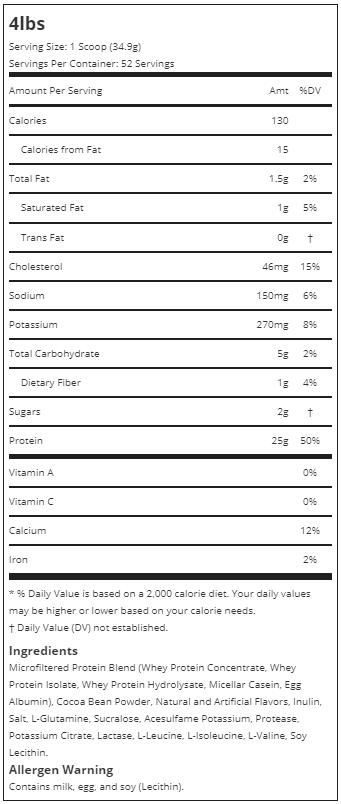 4lbs
Serving Size: 1 Scoop (34.9g)
Servings Per Container: 52 Servings
Amount Per Serving Amt %DV
Calories 130
Calories from Fat 15
Total Fat 1.5g 2%
Saturated Fat 1g 5%
Trans Fat 0g †
Cholesterol 46mg 15%
Sodium 150mg 6%
Potassium 270mg 8%
Total Carbohydrate 5g 2%
Dietary Fiber 1g 4%
Sugars 2g †
Protein 25g 50%
Vitamin A 0%
Vitamin C 0%
Calcium 12%
Iron 2%
* % Daily Value is based on a 2,000 calorie diet. Your daily values
may be higher or lower based on your calorie needs.
† Daily Value (DV) not established.
Ingredients
Microfiltered Protein Blend (Whey Protein Concentrate, Whey
Protein Isolate, Whey Protein Hydrolysate, Micellar Casein, Egg
Albumin), Cocoa Bean Powder, Natural and Artificial Flavors, Inulin,
Salt, L-Glutamine, Sucralose, Acesulfame Potassium, Protease,
Potassium Citrate, Lactase, L-Leucine, L-Isoleucine, L-Valine, Soy
Lecithin.
Allergen Warning
Contains milk, egg, and soy (Lecithin).